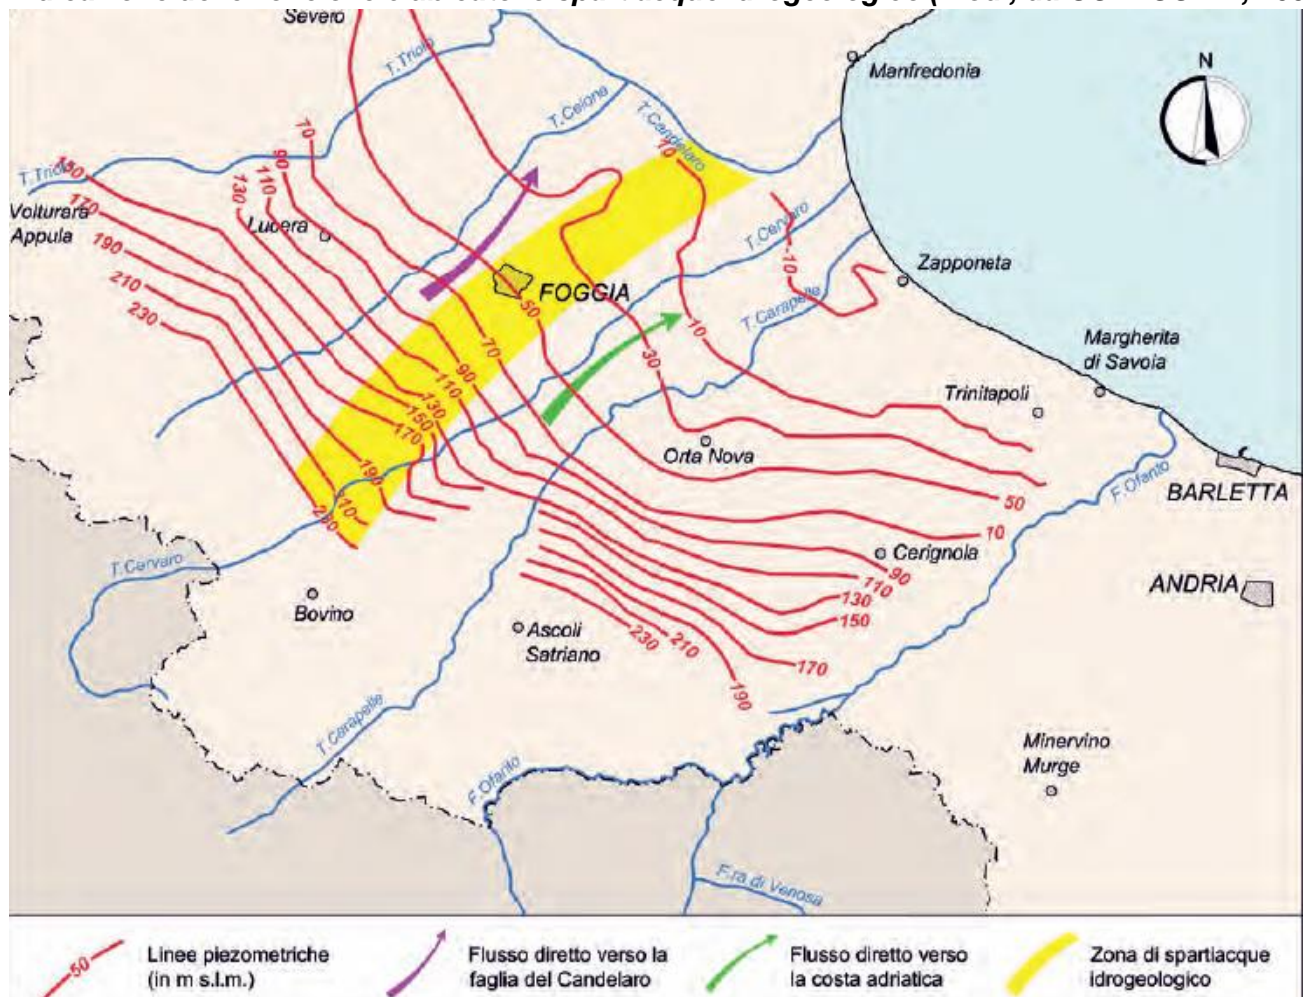 Severo
T.Triolo
T.Celone
T.Candelaro
Manfredonia
N
70
90
110
130
150
170
190
210
230
T.Triolo
Volturara
Appula
Lucera
10
T.Cervaro
-10
Zapponeta
FOGGIA
50
T.Carapelle
10
Margherita
di Savoia
70
30
90
110
130
150
170
190
Trinitapoli
Orta Nova
50
F.Ofanto
BARLETTA
10
Cerignola
90
110
130
150
170
190
210
230
ANDRIA
T.Cervaro
Bovino
Ascoli
Satriano
T.Carapelle
F.Ofanto
Minervino
Murge
F.ra di Venosa
50
Linee piezometriche
(in m s.l.m.)
Flusso diretto verso la
faglia del Candelaro
Flusso diretto verso
la costa adriatica
Zona di spartiacque
idrogeologico